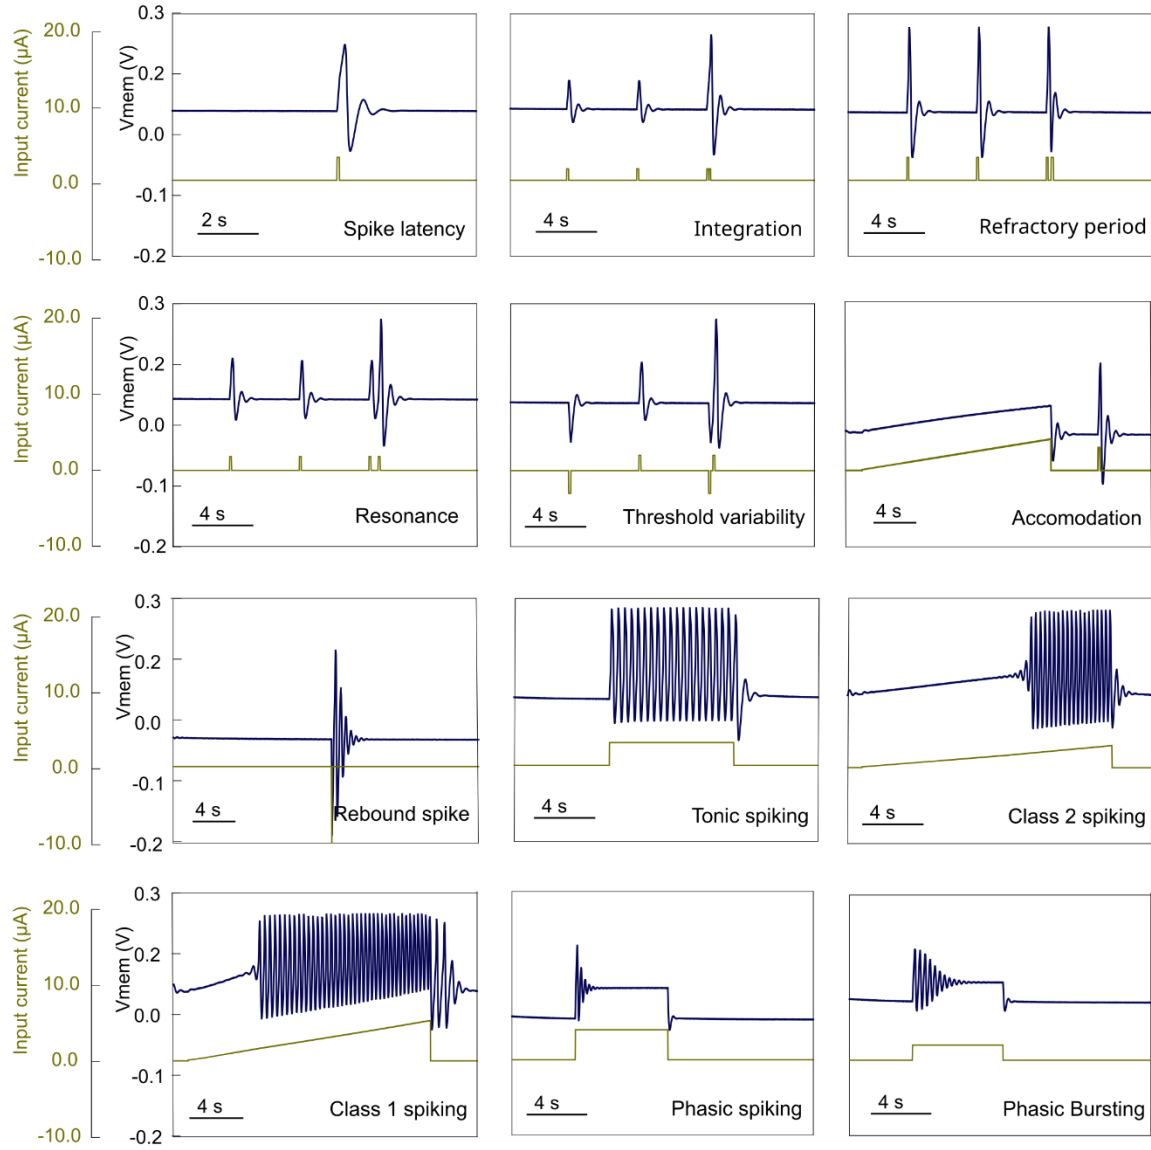 Input current (µA)
20.0
10.0
0.0
-10.0
Vmem (V)
0.3
0.2
0.0
-0.1
-0.2
2 s
Spike latency
4 s
Integration
4 s
Refractory period
Input current (µA)
20.0
10.0
0.0
-10.0
Vmem (V)
0.3
0.2
0.0
-0.1
-0.2
4 s
Resonance
4 s
Threshold variability
4 s
Accomodation
Input current (µA)
20.0
10.0
0.0
-10.0
Vmem (V)
0.3
0.2
0.0
-0.1
-0.2
4 s
Rebound spike
4 s
Tonic spiking
4 s
Class 2 spiking
Input current (µA)
20.0
10.0
0.0
-10.0
Vmem (V)
0.3
0.2
0.0
-0.1
-0.2
4 s
Class 1 spiking
4 s
Phasic spiking
4 s
Phasic Bursting